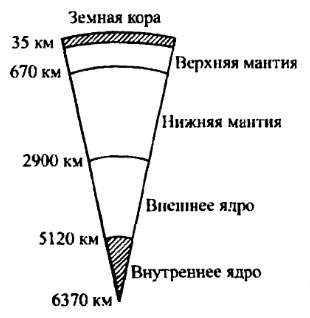 Земная кора
35 км
Верхняя мантия
670 км
Нижняя мантия
2900 км
Внешнее ядро
5120 км
Внутреннее ядро
6370 км